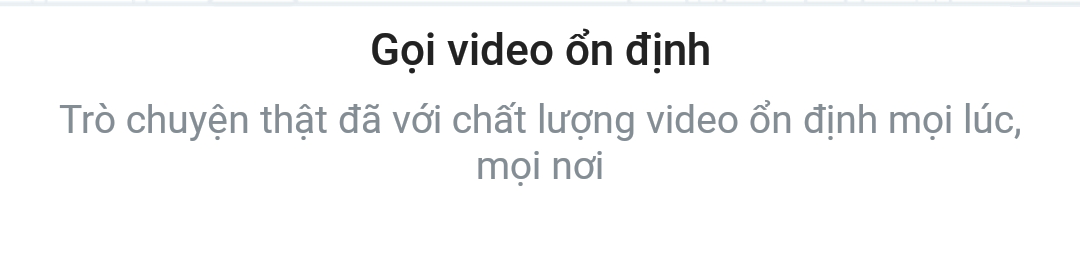 Gọi video ổn định
Trò chuyện thật đã với chất lượng video ổn định mọi lúc,
mọi nơi